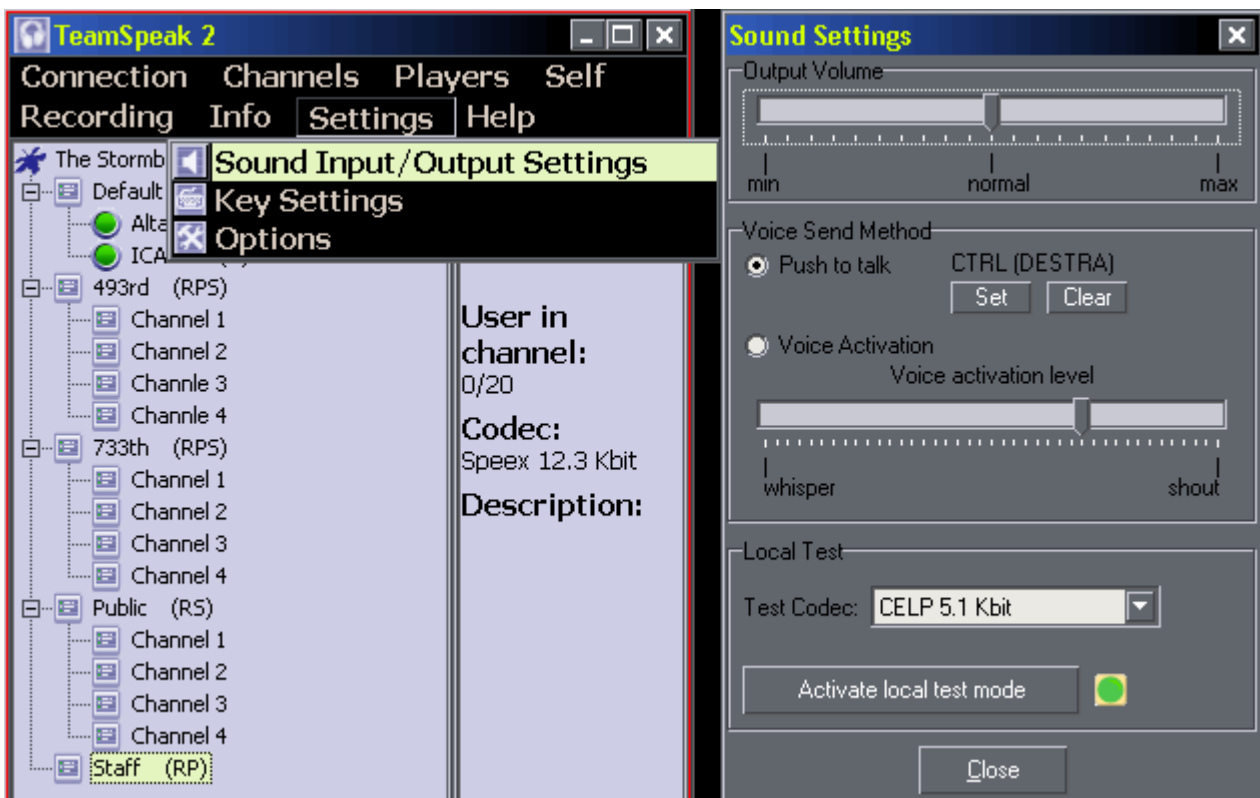 TeamSpeak 2
Connection Channels Players Self
Recording Info Settings Help
Sound Input/Output Settings
Key Settings
Options
The Stormb
Default
Alta
ICA
493rd (RPS)
Channel 1
Channel 2
Channle 3
Channle 4
733th (RPS)
Channel 1
Channel 2
Channel 3
Channel 4
Public (RS)
Channel 1
Channel 2
Channel 3
Channel 4
Staff (RP)
User in
channel:
0/20
Codec:
Speex 12.3 Kbit
Description:
Sound Settings
Output Volume
min normal max
Voice Send Method
Push to talk CTRL (DESTRA)
Set Clear
Voice Activation
Voice activation level
whisper shout
Local Test
Test Codec: CELP 5.1 Kbit
Activate local test mode
Close